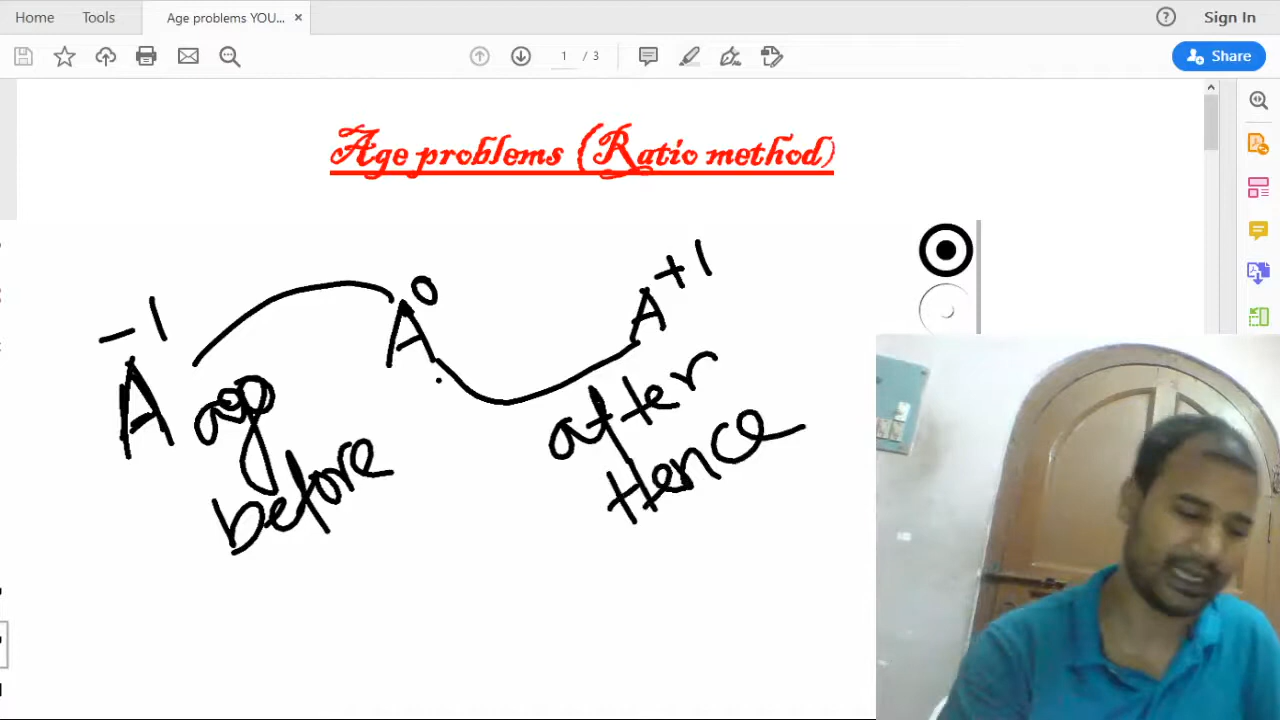 Home Tools Age problems YOU... × Sign In
1 / 3 Share
Age problems (Ratio method)
-1 0 +1
A A A
ago after
before Hence